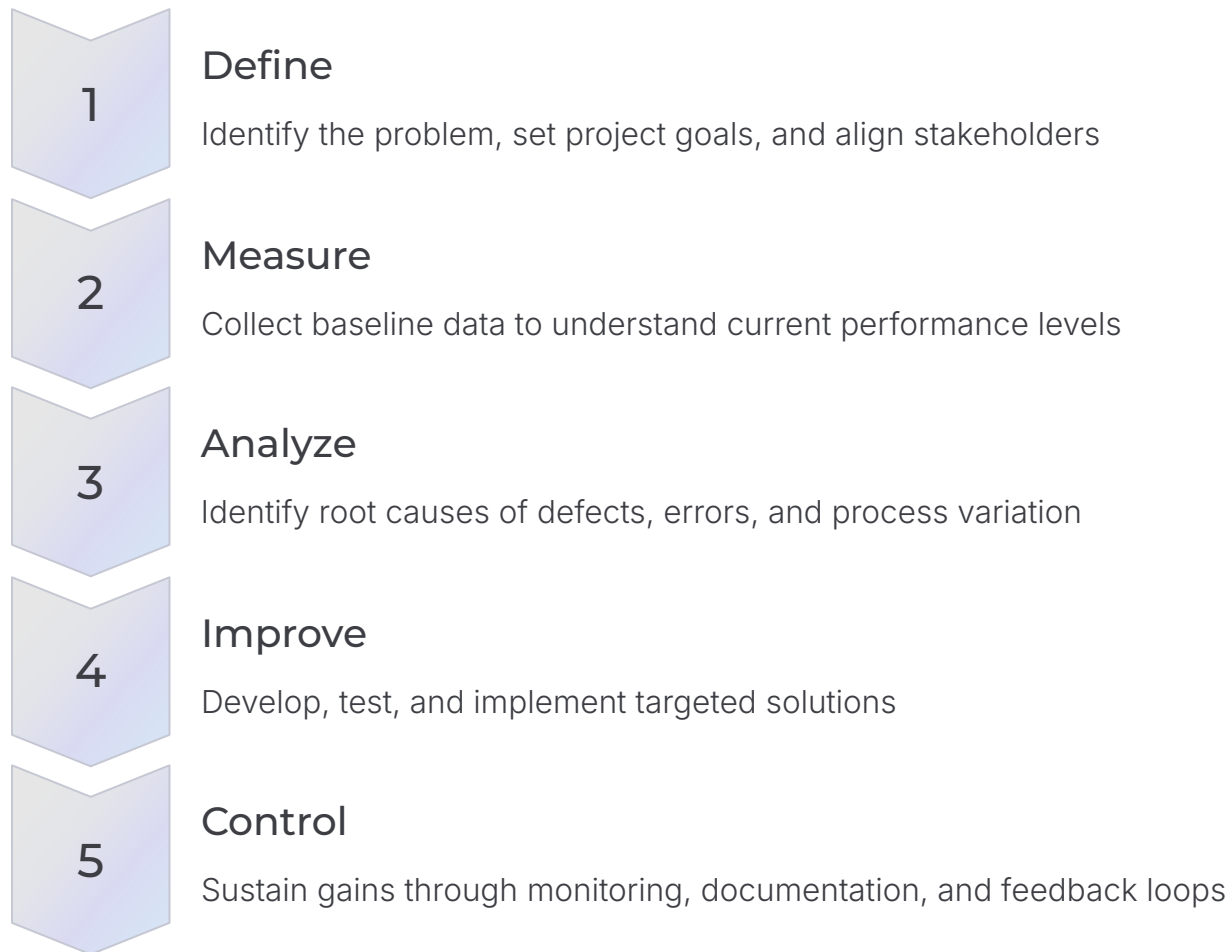 1
Define
Identify the problem, set project goals, and align stakeholders
2
Measure
Collect baseline data to understand current performance levels
3
Analyze
Identify root causes of defects, errors, and process variation
4
Improve
Develop, test, and implement targeted solutions
5
Control
Sustain gains through monitoring, documentation, and feedback loops